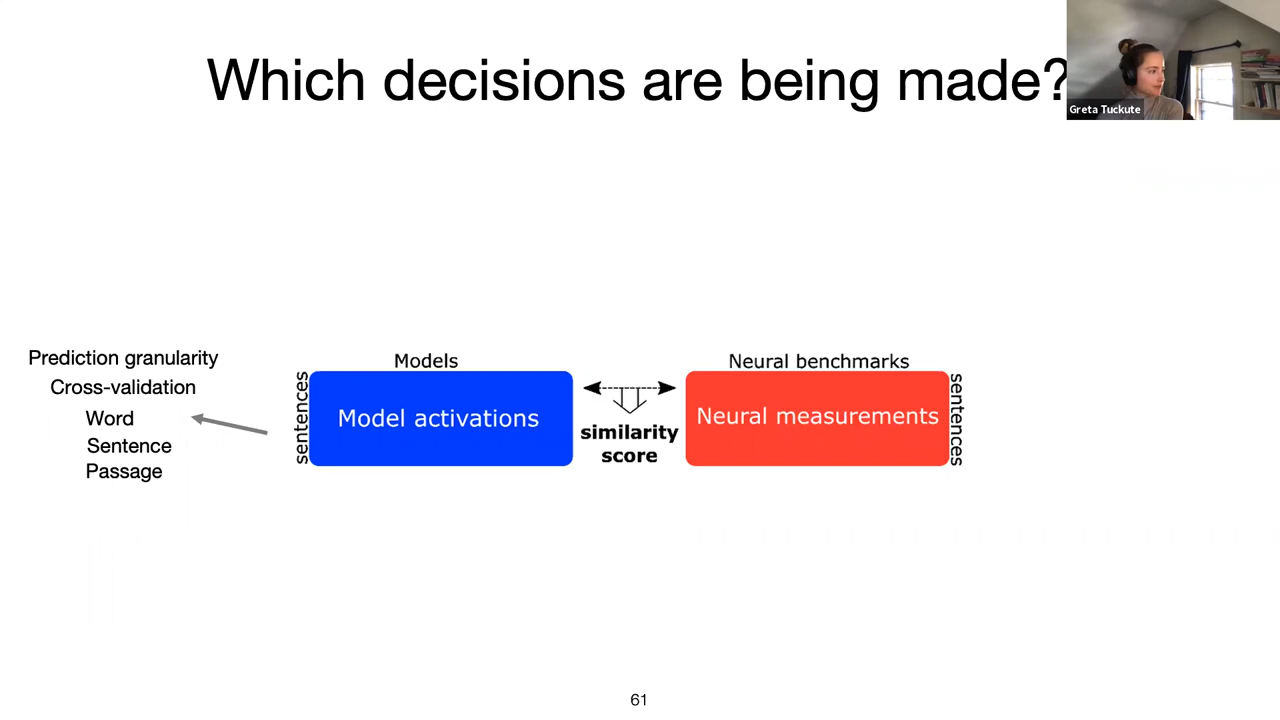 Which decisions are being made?
Greta Tuckute
Prediction granularity
Cross-validation
Word
Sentence
Passage
Models
sentences
Model activations
similarity
score
Neural benchmarks
Neural measurements
sentences
61